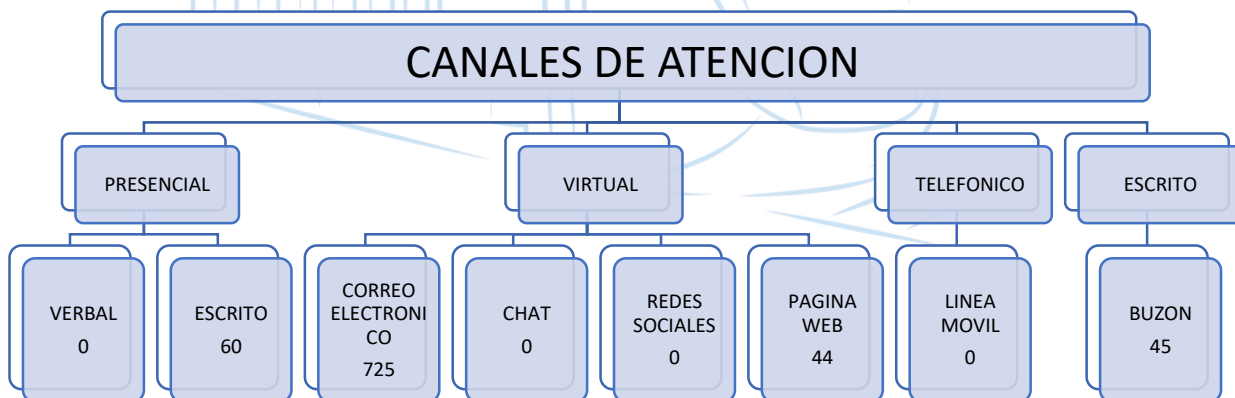 CANALES DE ATENCION
PRESENCIAL
VIRTUAL
TELEFONICO
ESCRITO
VERBAL
0
ESCRITO
60
CORREO
ELECTRONI
CO
725
CHAT
0
REDES
SOCIALES
0
PAGINA
WEB
44
LINEA
MOVIL
0
BUZON
45